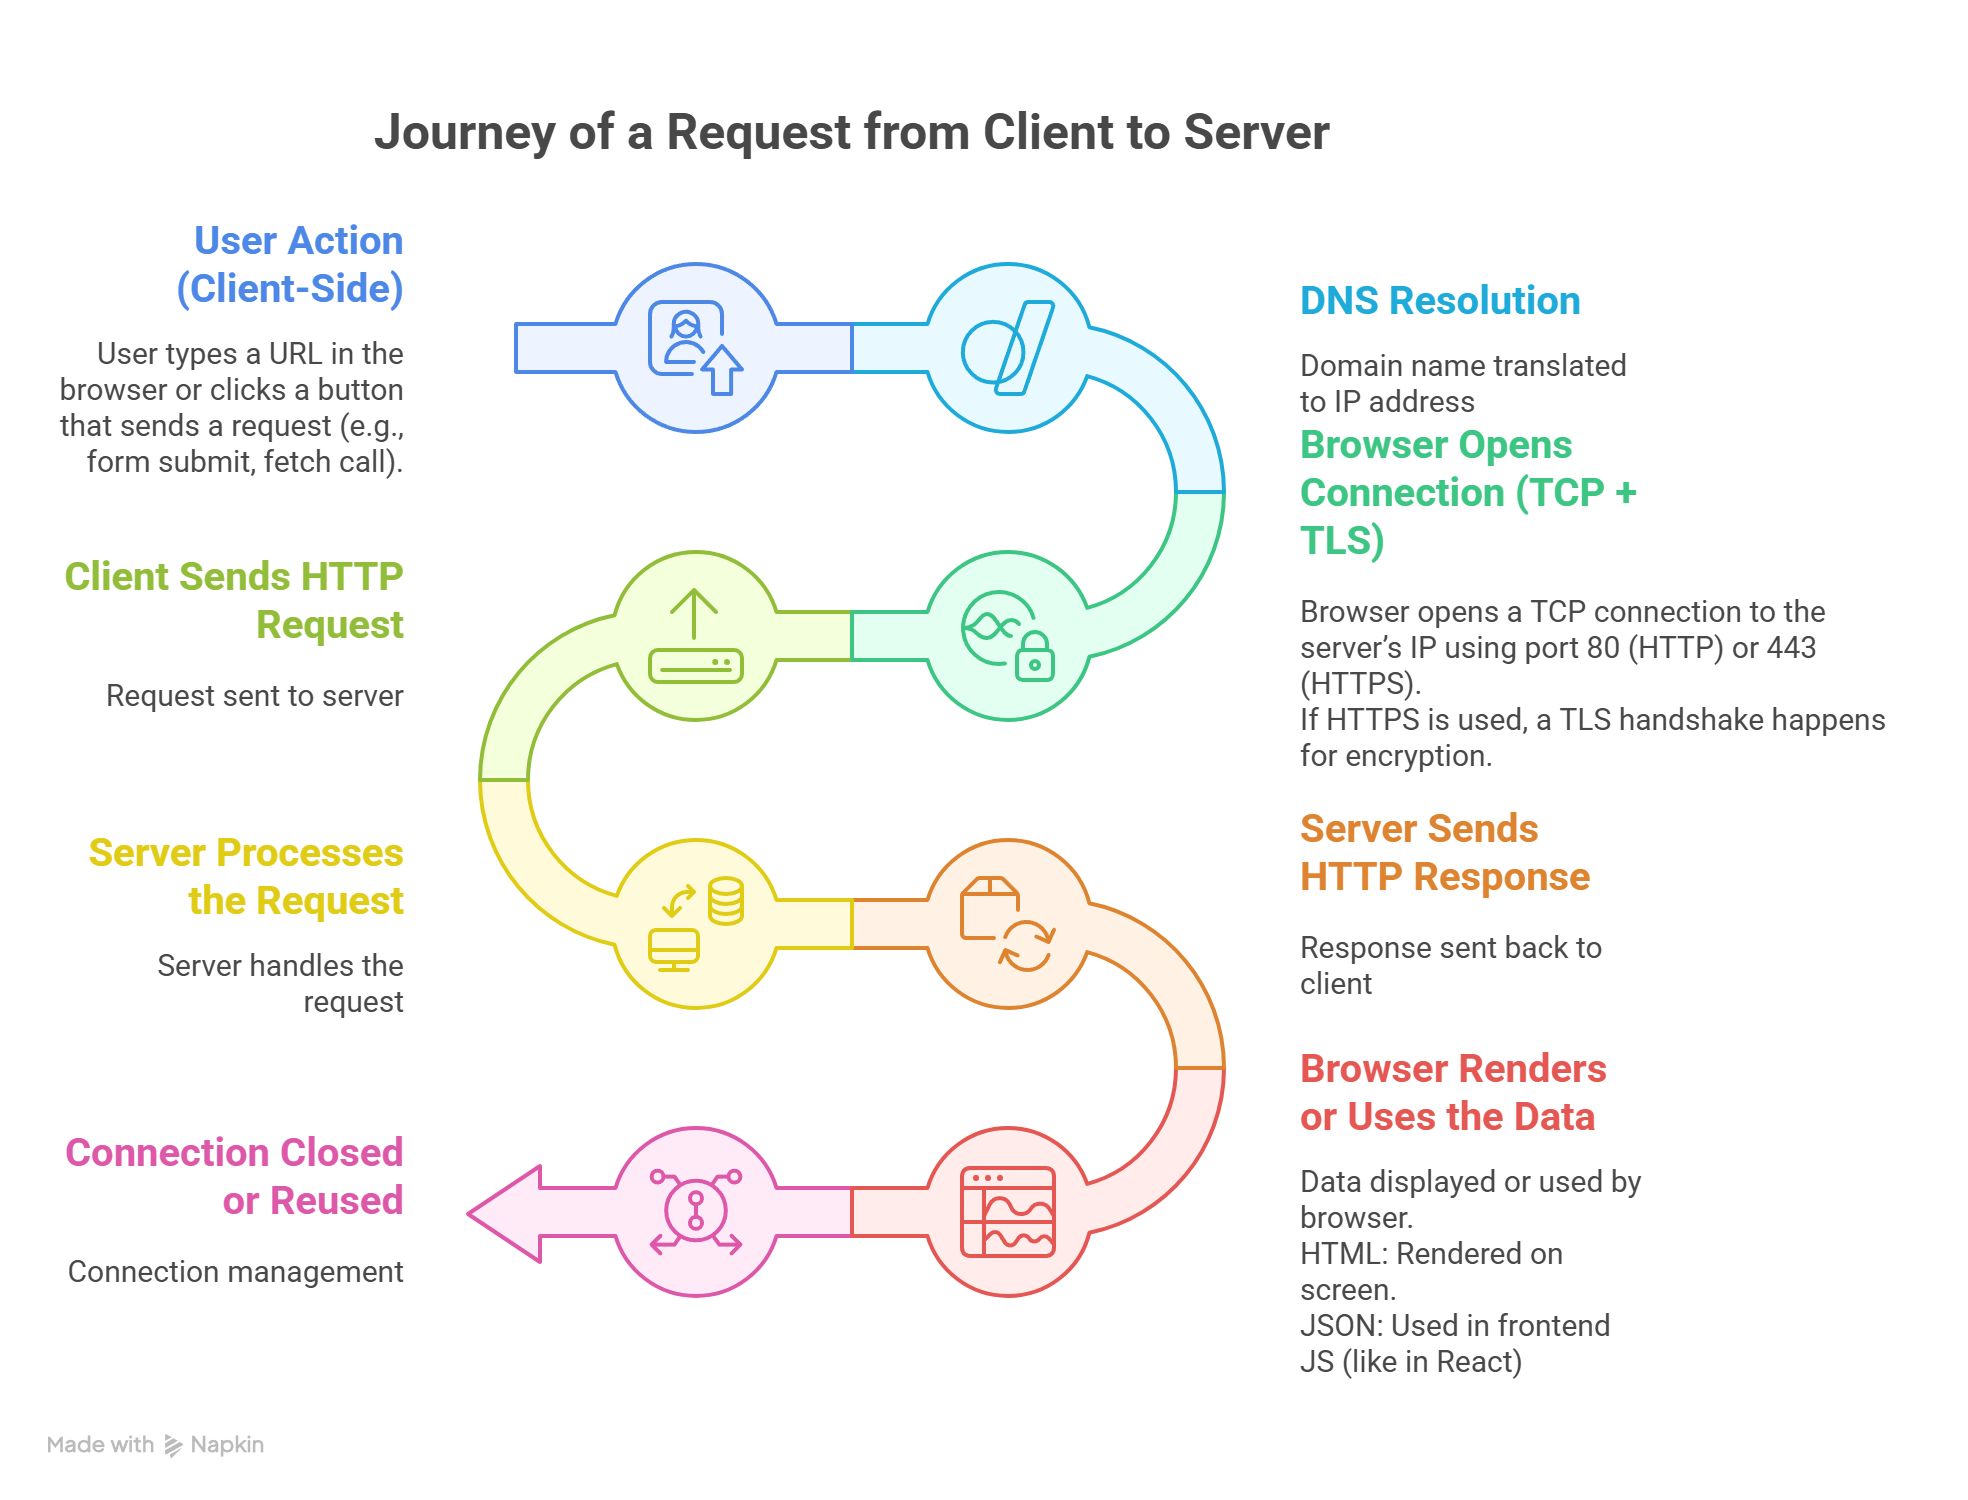 Journey of a Request from Client to Server
User Action
(Client-Side)
User types a URL in the
browser or clicks a button
that sends a request (e.g.,
form submit, fetch call).
DNS Resolution
Domain name translated
to IP address
Browser Opens
Connection (TCP +
TLS)
Browser opens a TCP connection to the
server’s IP using port 80 (HTTP) or 443
(HTTPS).
If HTTPS is used, a TLS handshake happens
for encryption.
Client Sends HTTP
Request
Request sent to server
Server Processes
the Request
Server handles the
request
Server Sends
HTTP Response
Response sent back to
client
Browser Renders
or Uses the Data
Data displayed or used by
browser.
HTML: Rendered on
screen.
JSON: Used in frontend
JS (like in React)
Connection Closed
or Reused
Connection management
Made with Napkin